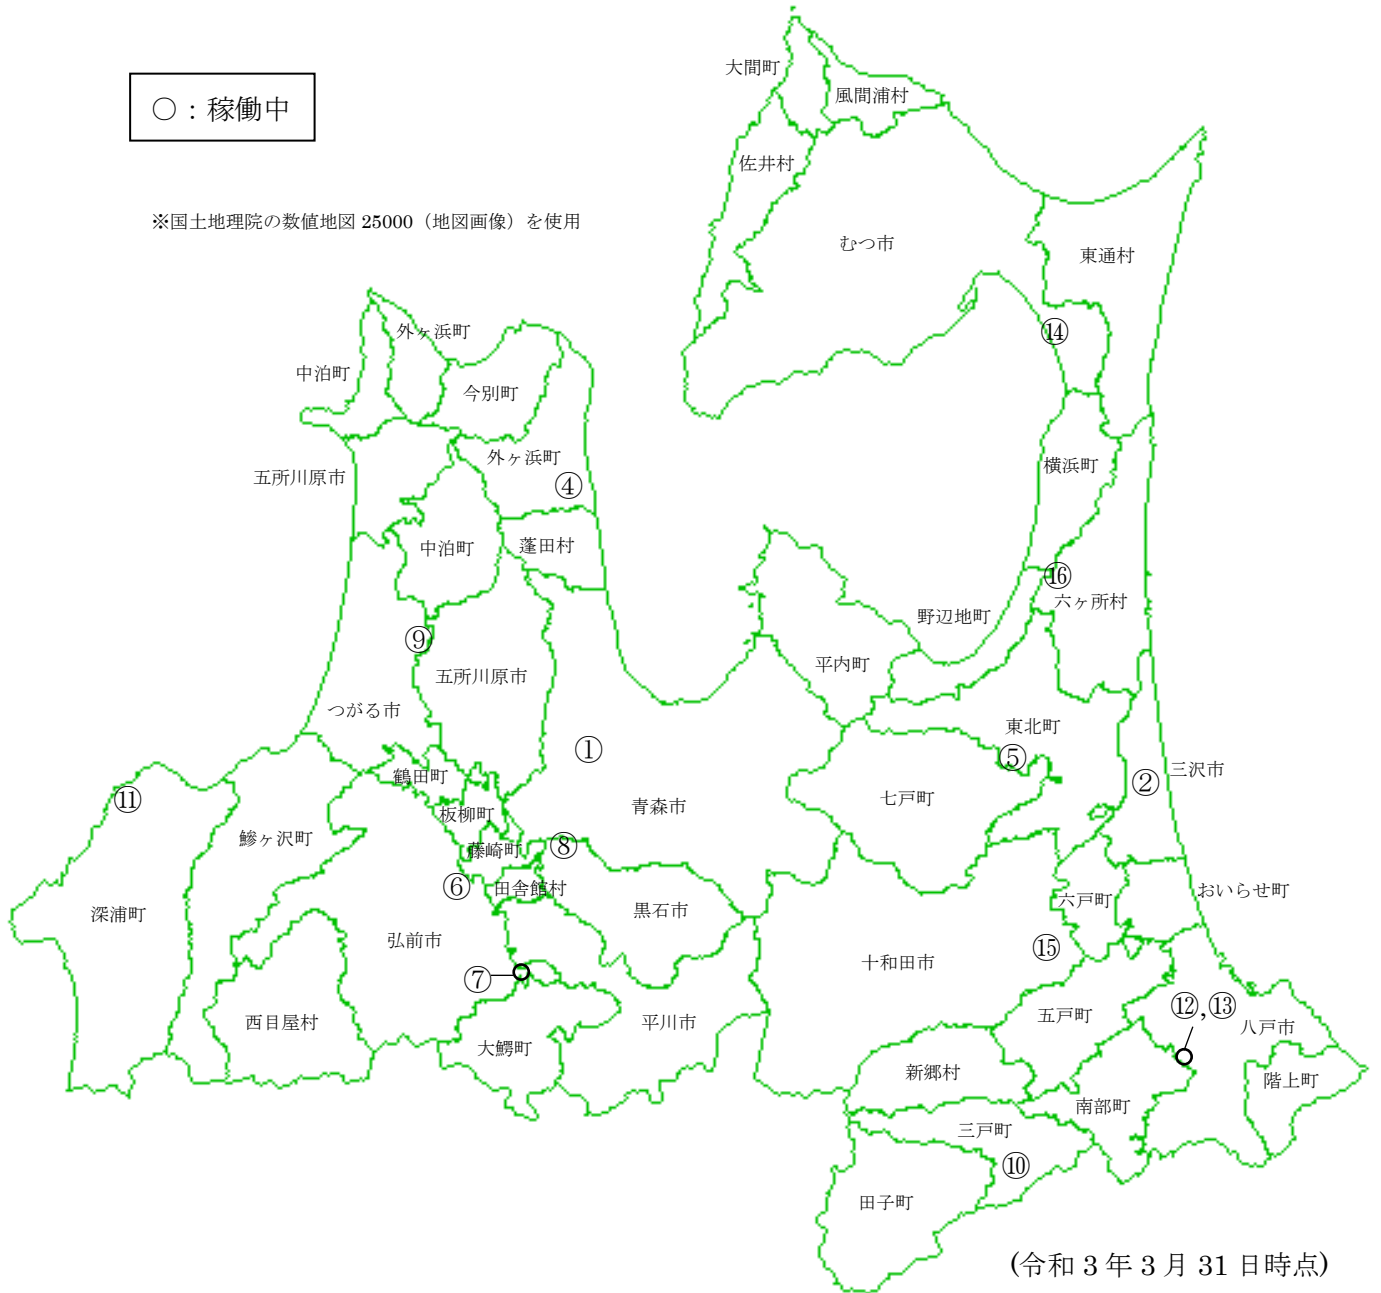 大間町
風間浦村
○：稼働中
佐井村
※国土地理院の数値地図 25000（地図画像）を使用
むつ市
東通村
外ヶ浜町
⑭
中泊町
今別町
外ヶ浜町
横浜町
五所川原市
④
中泊町
蓬田村
⑯
六ヶ所村
野辺地町
⑨
平内町
五所川原市
つがる市
東北町
①
⑤
三沢市
鶴田町
②
⑪
七戸町
青森市
板柳町
鰺ヶ沢町
藤崎町
⑧
⑥
田舎館村
おいらせ町
六戸町
深浦町
黒石市
弘前市
⑮
十和田市
⑦
⑫,⑬
西目屋村
平川市
五戸町
八戸市
大鰐町
新郷村
階上町
南部町
三戸町
⑩
田子町
(令和 3 年 3 月 31 日時点)